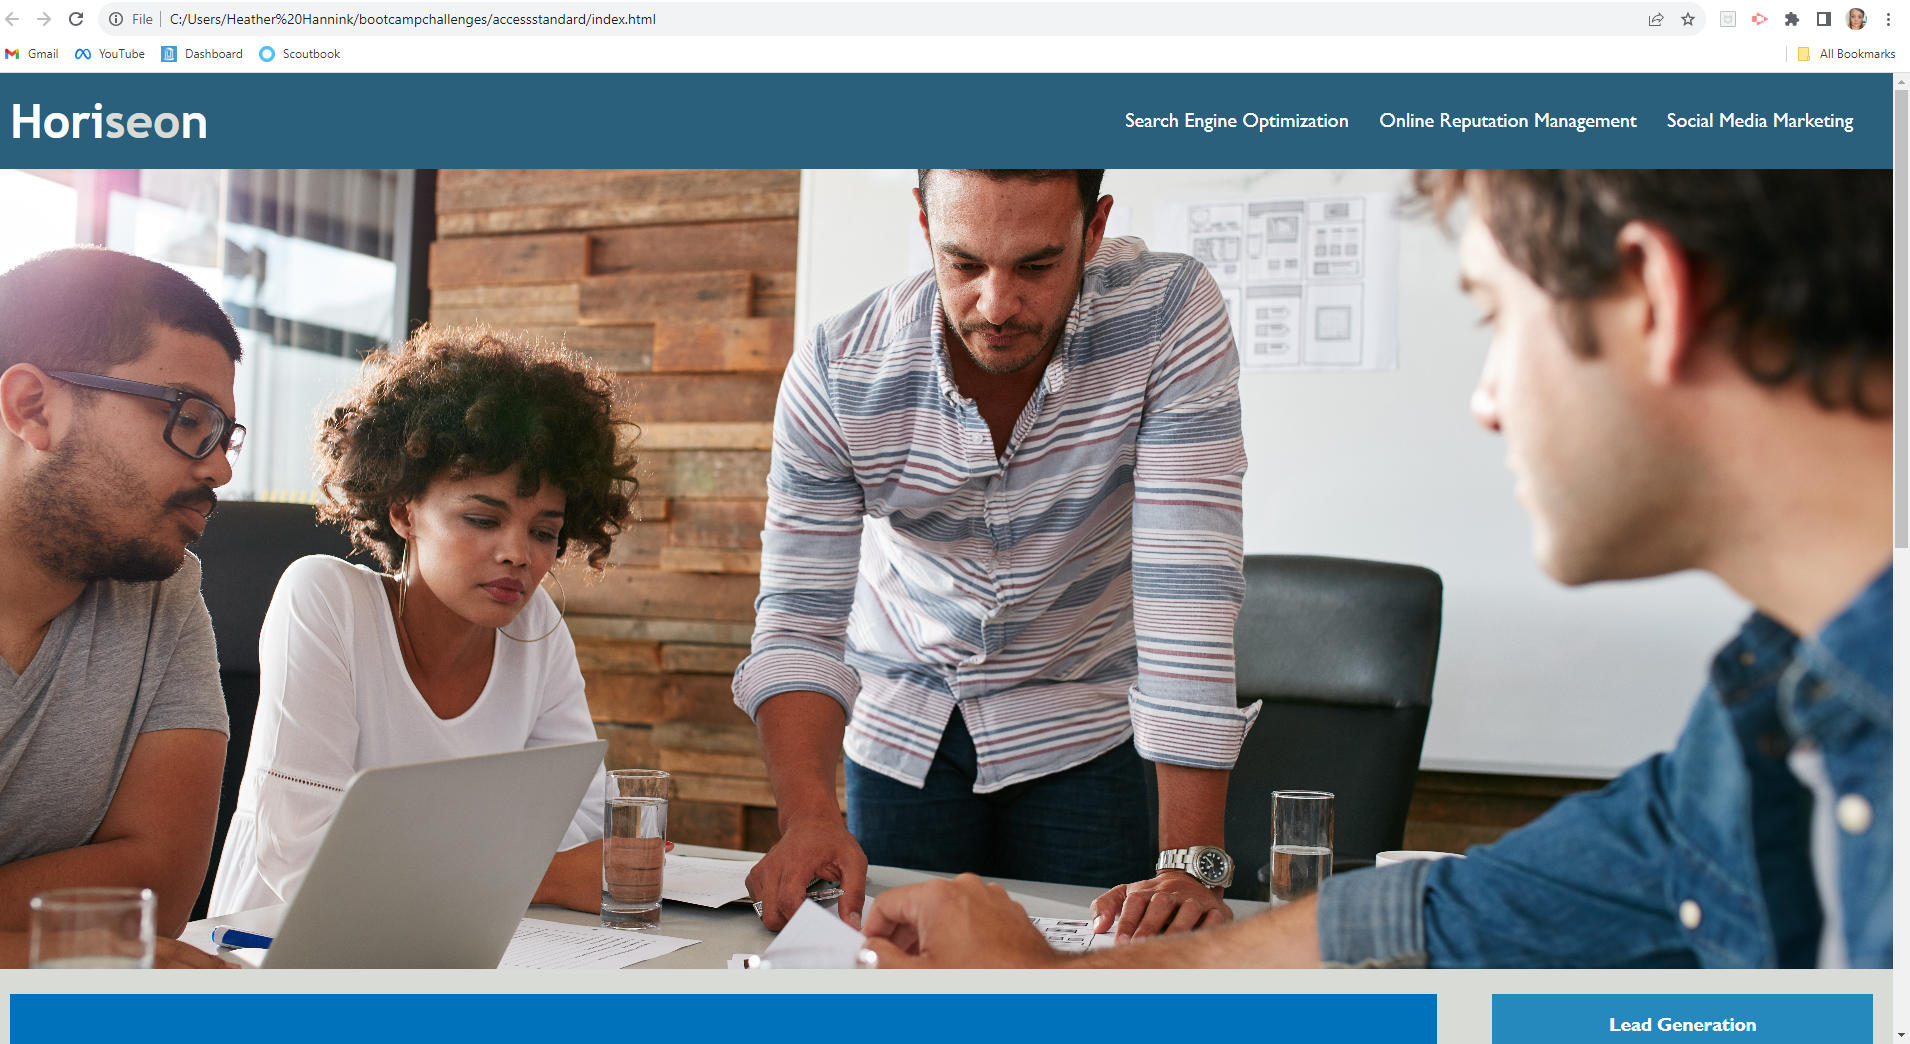 File C:/Users/Heather%20Hannink/bootcampchallenges/accessstandard/index.html
Gmail YouTube Dashboard Scoutbook All Bookmarks
Horiseon Search Engine Optimization Online Reputation Management Social Media Marketing
Lead Generation